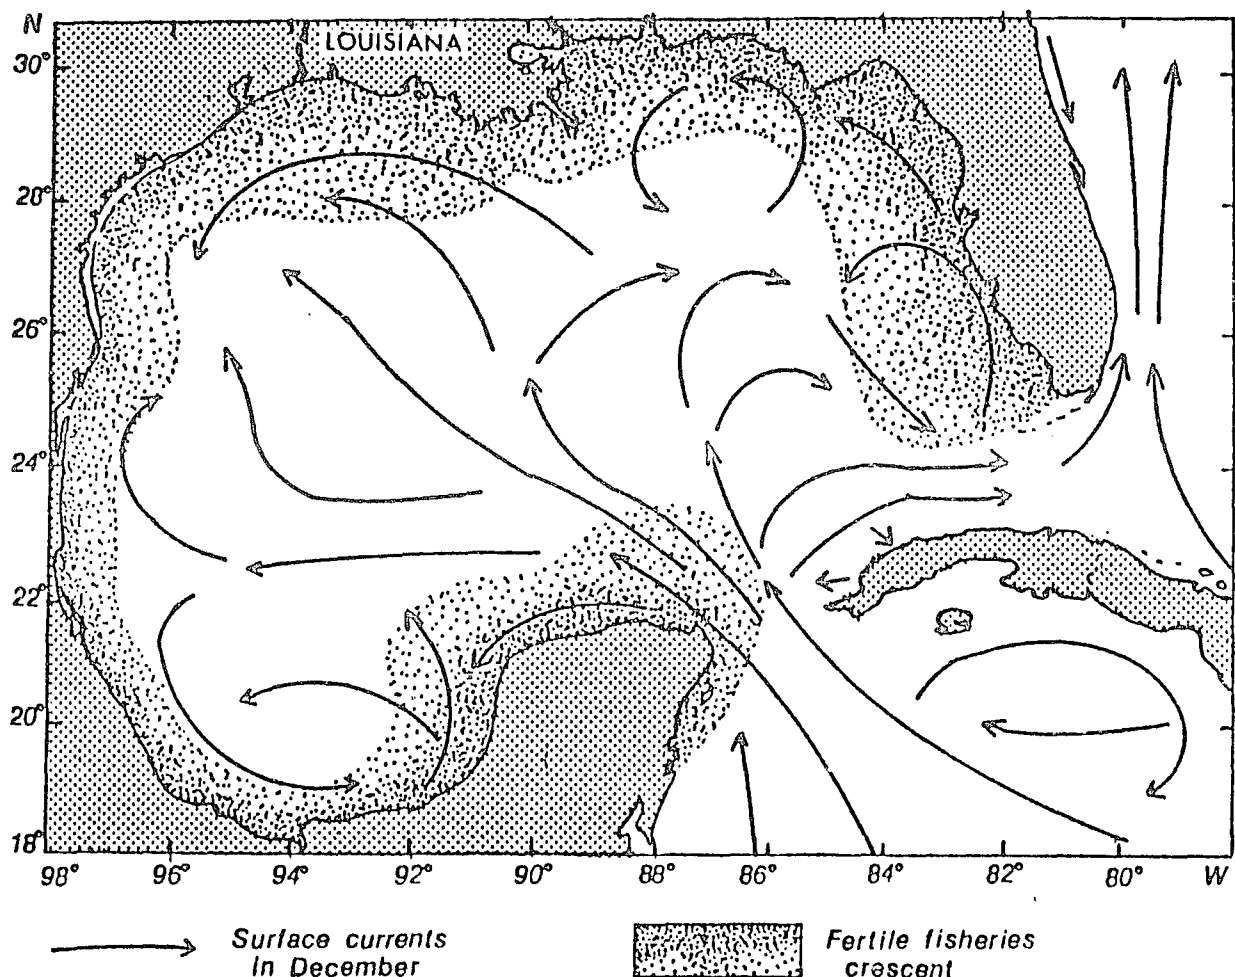 N
LOUISIANA
30°
28°
26°
24°
22°
20°
18°
98° 96° 94° 92° 90° 88° 86° 84° 82° 80° W
Surface currents
in December
Fertile fisheries
crescent